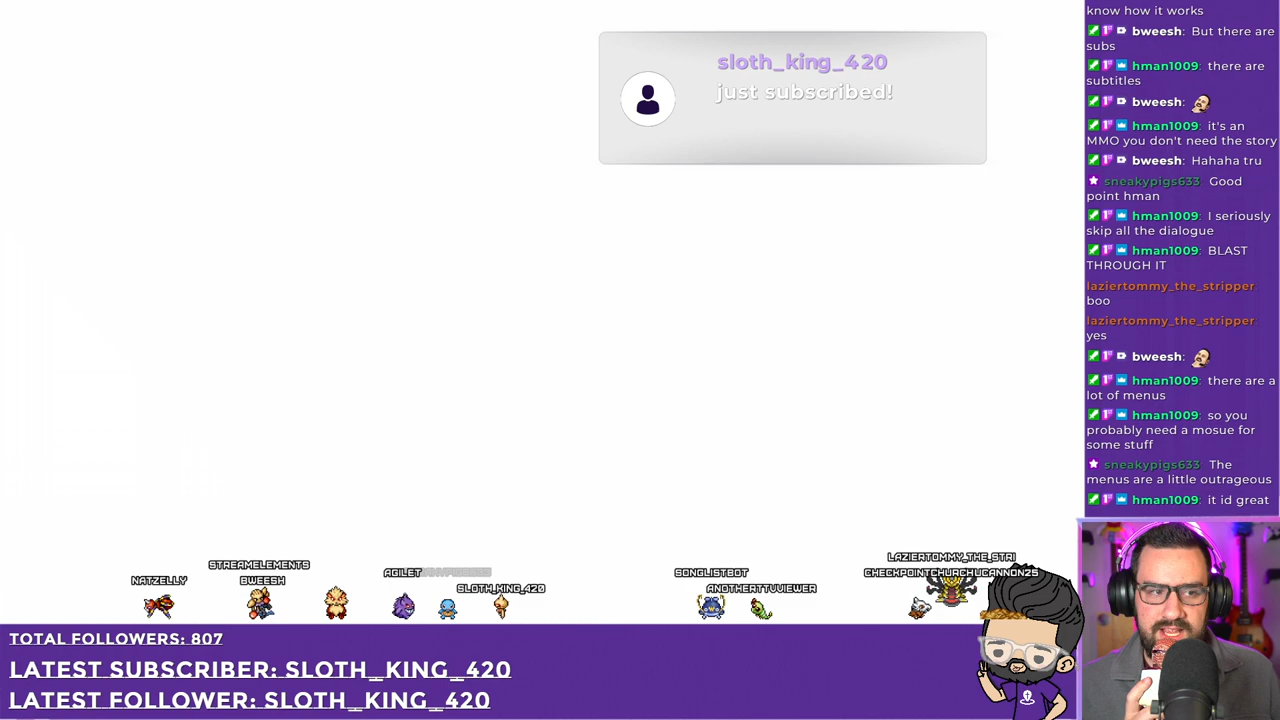 sloth_king_420
just subscribed!
know how it works
bweesh: But there are
subs
hman1009: there are
subtitles
bweesh:
hman1009: it's an
MMO you don't need the story
bweesh: Hahaha tru
sneakypigs633 Good
point hman
hman1009: I seriously
skip all the dialogue
hman1009: BLAST
THROUGH IT
laziertommy_the_stripper
boo
laziertommy_the_stripper
yes
bweesh:
hman1009: there are a
lot of menus
hman1009: so you
probably need a mosue for
some stuff
sneakypigs633 The
menus are a little outrageous
hman1009: it id great
NATZELLY
STREAMELEMENTS
BWEESH
AGILET
SLOTH_KING_420
SONGLISTBOT
ANOTHERTTVVIEWER
LAZIERTOMMY_THE_STRI
CHECKPOINTCHURCHUCANNON25
TOTAL FOLLOWERS: 807
LATEST SUBSCRIBER: SLOTH_KING_420
LATEST FOLLOWER: SLOTH_KING_420